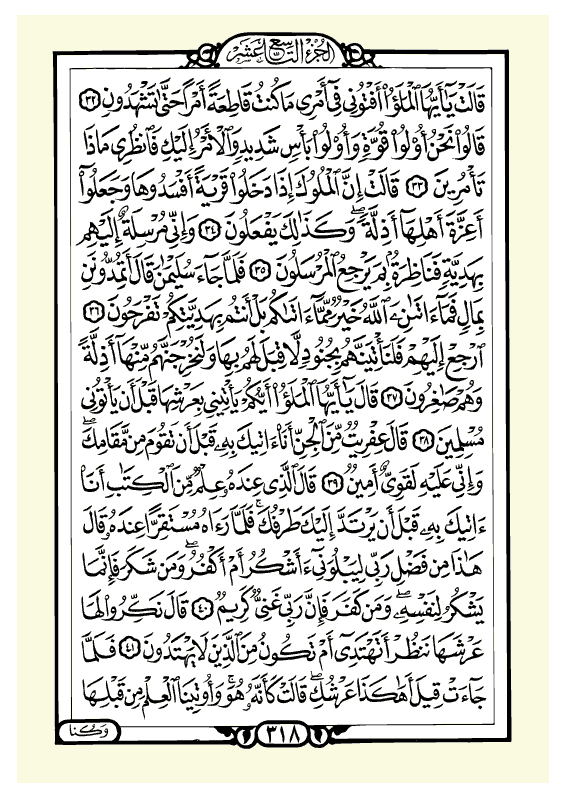 الجزء التاسع عشر
قَالَتْ يَٰٓأَيُّهَا ٱلْمَلَؤُا۟ أَفْتُونِى فِىٓ أَمْرِى مَا كُنتُ قَاطِعَةً أَمْرًا حَتَّىٰ تَشْهَدُونِ ٣٢
قَالُوا۟ نَحْنُ أُو۟لُوا۟ قُوَّةٍ وَأُو۟لُوا۟ بَأْسٍ شَدِيدٍ وَٱلْأَمْرُ إِلَيْكِ فَٱنظُرِى مَاذَا
تَأْمُرِينَ ٣٣ قَالَتْ إِنَّ ٱلْمُلُوكَ إِذَا دَخَلُوا۟ قَرْيَةً أَفْسَدُوهَا وَجَعَلُوٓا۟
أَعِزَّةَ أَهْلِهَآ أَذِلَّةً ۖ وَكَذَٰلِكَ يَفْعَلُونَ ٣٤ وَإِنِّى مُرْسِلَةٌ إِلَيْهِم
بِهَدِيَّةٍ فَنَاظِرَةٌۢ بِمَ يَرْجِعُ ٱلْمُرْسَلُونَ ٣٥ فَلَمَّا جَآءَ سُلَيْمَٰنَ قَالَ أَتُمِدُّونَنِ
بِمَالٍ فَمَآ ءَاتَىٰنِۦَ ٱللَّهُ خَيْرٌ مِّمَّآ ءَاتَىٰكُم بَلْ أَنتُم بِهَدِيَّتِكُمْ تَفْرَحُونَ ٣٦
ٱرْجِعْ إِلَيْهِمْ فَلَنَأْتِيَنَّهُم بِجُنُودٍ لَّا قِبَلَ لَهُم بِهَا وَلَنُخْرِجَنَّهُم مِّنْهَآ أَذِلَّةً
وَهُمْ صَٰغِرُونَ ٣٧ قَالَ يَٰٓأَيُّهَا ٱلْمَلَؤُا۟ أَيُّكُمْ يَأْتِينِى بِعَرْشِهَا قَبْلَ أَن يَأْتُونِى
مُسْلِمِينَ ٣٨ قَالَ عِفْرِيتٌ مِّنَ ٱلْجِنِّ أَنَا۠ ءَاتِيكَ بِهِۦ قَبْلَ أَن تَقُومَ مِن مَّقَامِكَ ۖ
وَإِنِّى عَلَيْهِ لَقَوِىٌّ أَمِينٌ ٣٩ قَالَ ٱلَّذِى عِندَهُۥ عِلْمٌ مِّنَ ٱلْكِتَٰبِ أَنَا۠
ءَاتِيكَ بِهِۦ قَبْلَ أَن يَرْتَدَّ إِلَيْكَ طَرْفُكَ ۚ فَلَمَّا رَءَاهُ مُسْتَقِرًّا عِندَهُۥ قَالَ
هَٰذَا مِن فَضْلِ رَبِّى لِيَبْلُوَنِىٓ ءَأَشْكُرُ أَمْ أَكْفُرُ ۖ وَمَن شَكَرَ فَإِنَّمَا
يَشْكُرُ لِنَفْسِهِۦ ۖ وَمَن كَفَرَ فَإِنَّ رَبِّى غَنِىٌّ كَرِيمٌ ٤٠ قَالَ نَكِّرُوا۟ لَهَا
عَرْشَهَا نَنظُرْ أَتَهْتَدِىٓ أَمْ تَكُونُ مِنَ ٱلَّذِينَ لَا يَهْتَدُونَ ٤١ فَلَمَّا
جَآءَتْ قِيلَ أَهَٰكَذَا عَرْشُكِ ۖ قَالَتْ كَأَنَّهُۥ هُوَ ۚ وَأُوتِينَا ٱلْعِلْمَ مِن قَبْلِهَا
٣١٨
وَكُنَّا